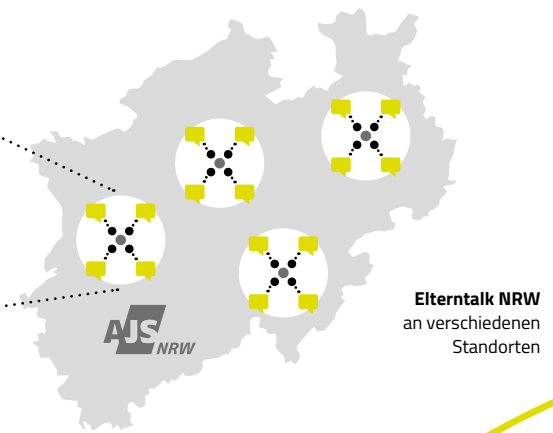 Elterntalk NRW
an verschiedenen
Standorten
AJS
NRW